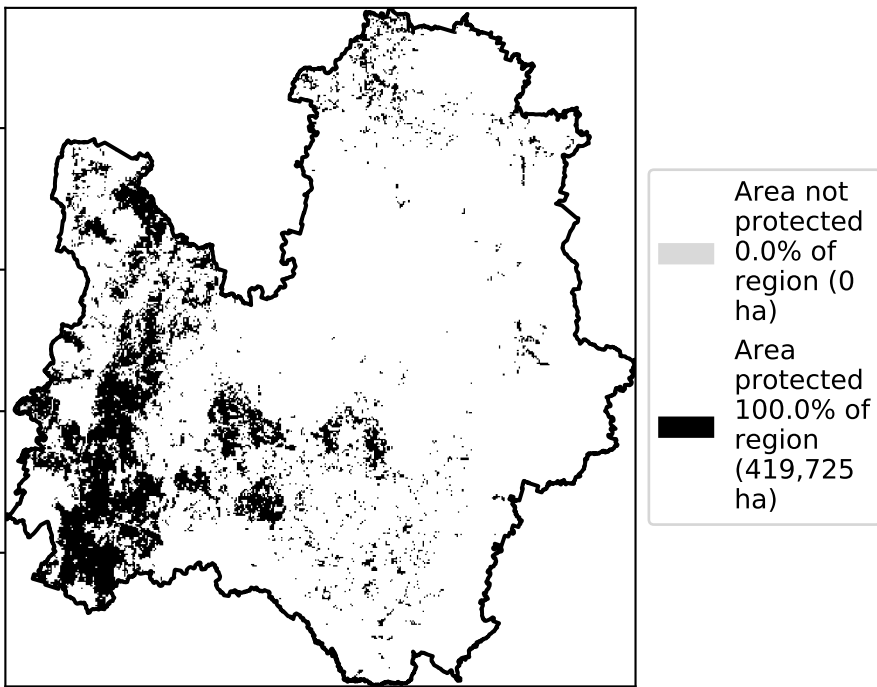 Area not
protected
0.0% of
region (0
ha)
Area
protected
100.0% of
region
(419,725
ha)